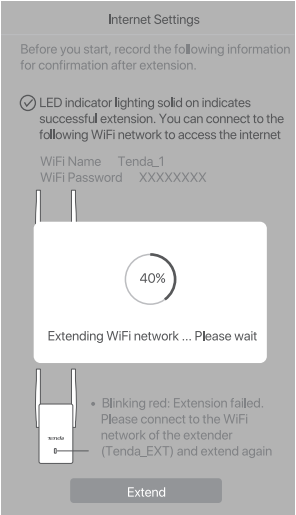 Internet Settings
Before you start, record the following information
for confirmation after extension.
LED indicator lighting solid on indicates
successful extension. You can connect to the
following WiFi network to access the internet
WiFi Name Tenda_1
WiFi Password XXXXXXXX
40%
Extending WiFi network ... Please wait
• Blinking red: Extension failed.
Please connect to the WiFi
network of the extender
(Tenda_EXT) and extend again
Tenda
Extend